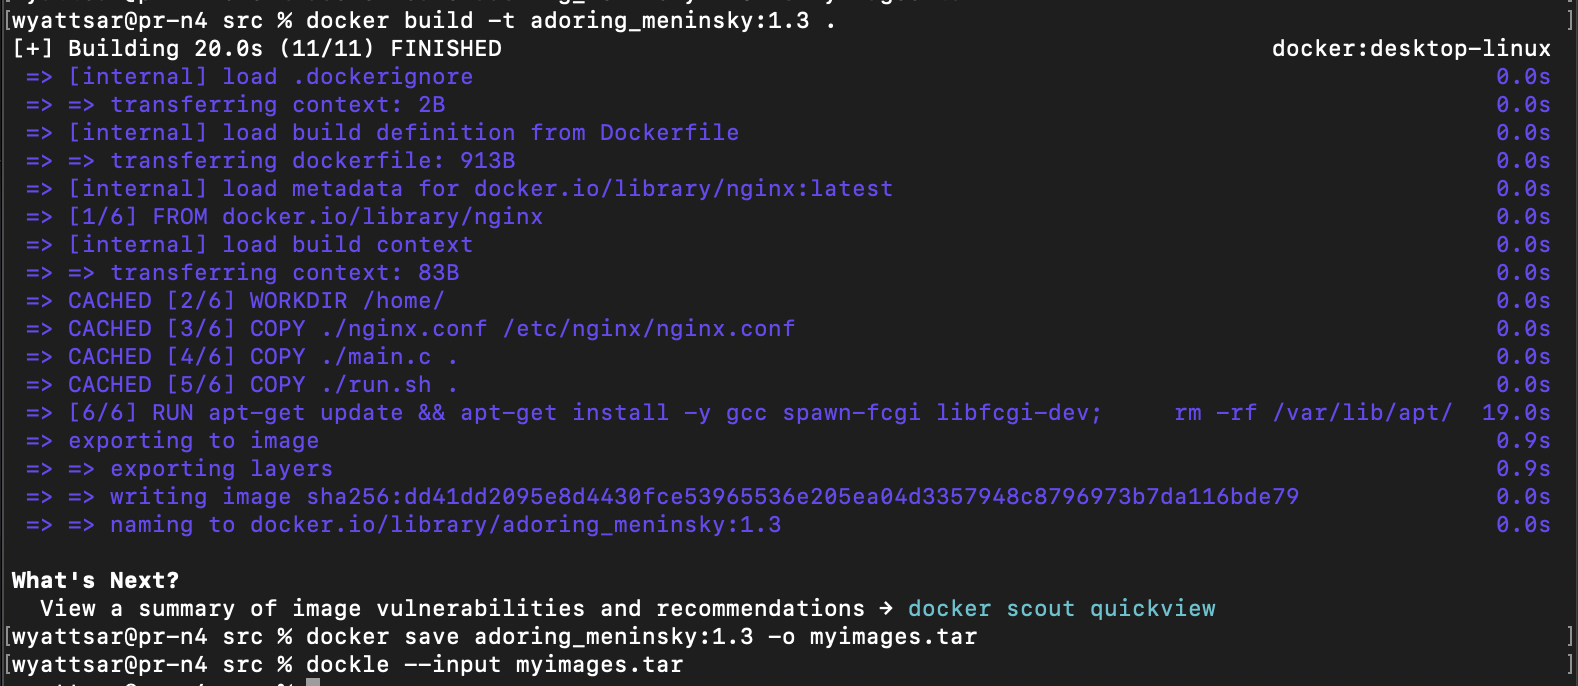 [wyattsar@pr-n4 src % docker build -t adoring_meninsky:1.3 . ]
[+] Building 20.0s (11/11) FINISHED docker:desktop-linux
=> [internal] load .dockerignore 0.0s
=> => transferring context: 2B 0.0s
=> [internal] load build definition from Dockerfile 0.0s
=> => transferring dockerfile: 913B 0.0s
=> [internal] load metadata for docker.io/library/nginx:latest 0.0s
=> [1/6] FROM docker.io/library/nginx 0.0s
=> [internal] load build context 0.0s
=> => transferring context: 83B 0.0s
=> CACHED [2/6] WORKDIR /home/ 0.0s
=> CACHED [3/6] COPY ./nginx.conf /etc/nginx/nginx.conf 0.0s
=> CACHED [4/6] COPY ./main.c . 0.0s
=> CACHED [5/6] COPY ./run.sh . 0.0s
=> [6/6] RUN apt-get update && apt-get install -y gcc spawn-fcgi libfcgi-dev; rm -rf /var/lib/apt/ 19.0s
=> exporting to image 0.9s
=> => exporting layers 0.9s
=> => writing image sha256:dd41dd2095e8d4430fce53965536e205ea04d3357948c8796973b7da116bde79 0.0s
=> => naming to docker.io/library/adoring_meninsky:1.3 0.0s
What's Next?
View a summary of image vulnerabilities and recommendations → docker scout quickview
[wyattsar@pr-n4 src % docker save adoring_meninsky:1.3 -o myimages.tar ]
[wyattsar@pr-n4 src % dockle --input myimages.tar ]